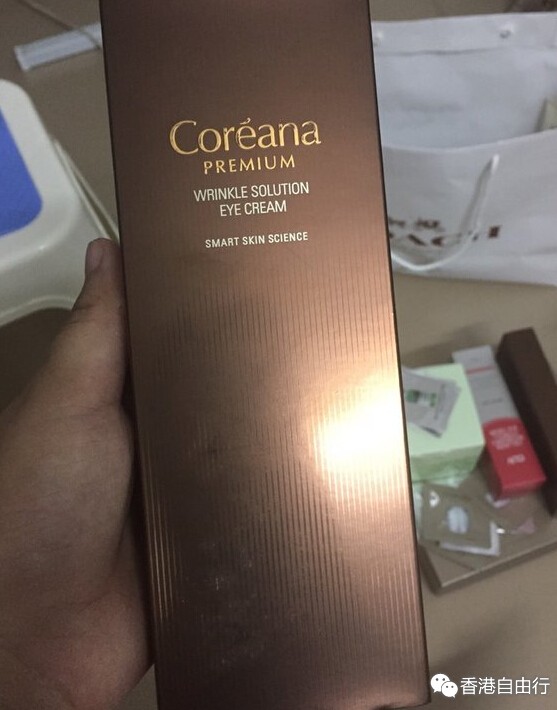 Coréana
PREMIUM
WRINKLE SOLUTION
EYE CREAM
SMART SKIN SCIENCE
香港自由行